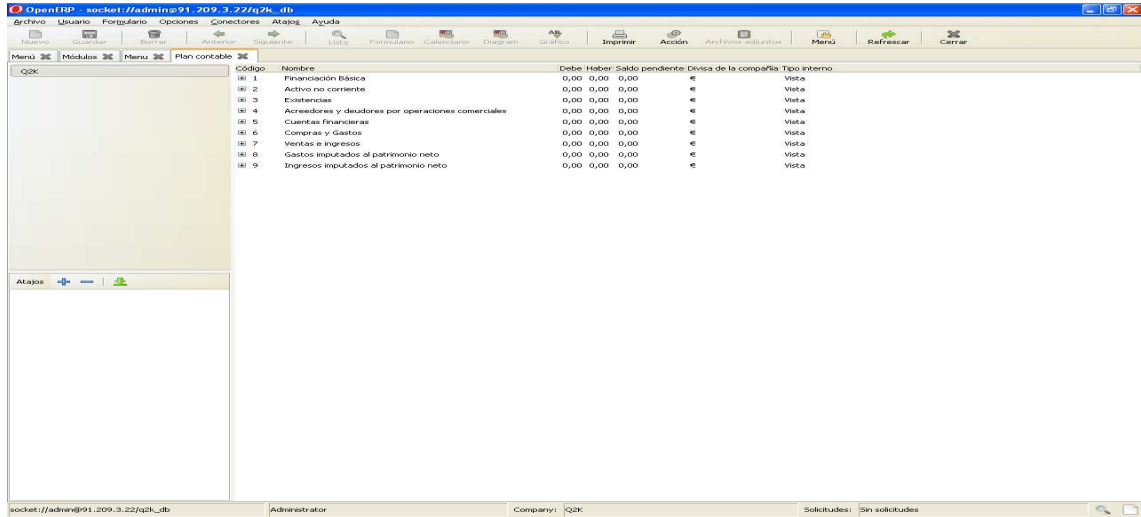 OpenERP - socket://admin@91.209.3.22/q2k_db
Archivo Usuario Formulario Opciones Conectores Atajos Ayuda
Nuevo Guardar Borrar Anterior Siguiente Lista Formulario Calendario Diagram Gráfico Imprimir Acción Archivos adjuntos Menú Refrescar Cerrar
Menú Módulos Menu Plan contable
Q2K
Código Nombre Debe Haber Saldo pendiente Divisa de la compañía Tipo interno
1 Financiación Básica 0,00 0,00 0,00 € Vista
2 Activo no corriente 0,00 0,00 0,00 € Vista
3 Existencias 0,00 0,00 0,00 € Vista
4 Acreedores y deudores por operaciones comerciales 0,00 0,00 0,00 € Vista
5 Cuentas financieras 0,00 0,00 0,00 € Vista
6 Compras y Gastos 0,00 0,00 0,00 € Vista
7 Ventas e ingresos 0,00 0,00 0,00 € Vista
8 Gastos imputados al patrimonio neto 0,00 0,00 0,00 € Vista
9 Ingresos imputados al patrimonio neto 0,00 0,00 0,00 € Vista
Atajos
socket://admin@91.209.3.22/q2k_db Administrator Company: Q2K Solicitudes: Sin solicitudes